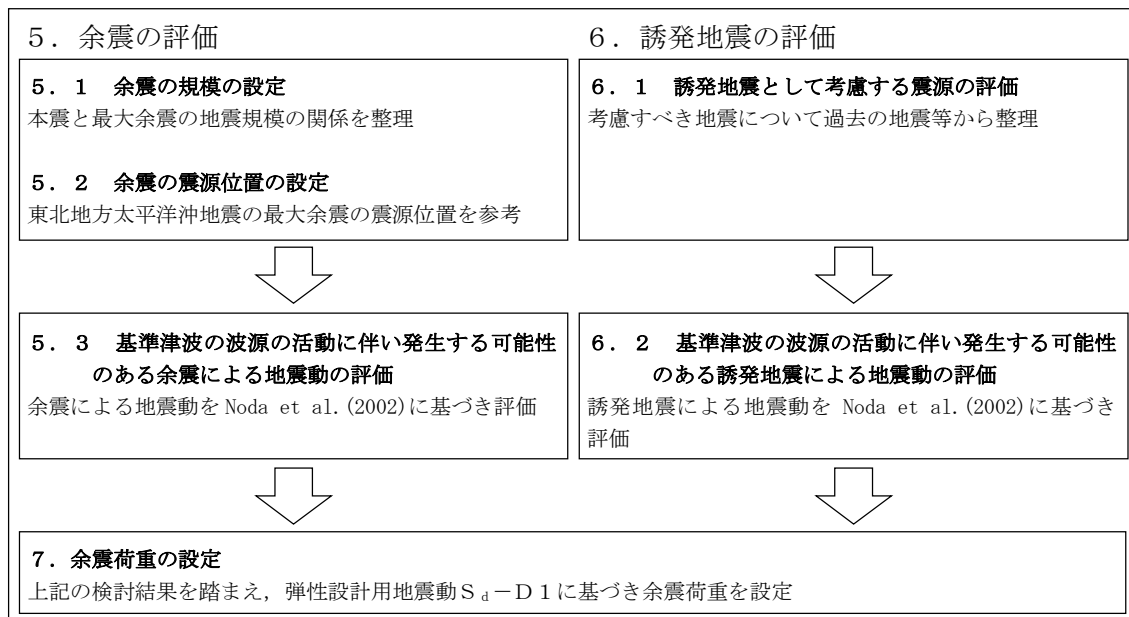 5．余震の評価
5．1　余震の規模の設定
本震と最大余震の地震規模の関係を整理
5．2　余震の震源位置の設定
東北地方太平洋沖地震の最大余震の震源位置を参考
5．3　基準津波の波源の活動に伴い発生する可能性
のある余震による地震動の評価
余震による地震動を Noda et al.(2002)に基づき評価
6．誘発地震の評価
6．1　誘発地震として考慮する震源の評価
考慮すべき地震について過去の地震等から整理
6．2　基準津波の波源の活動に伴い発生する可能性
のある誘発地震による地震動の評価
誘発地震による地震動を Noda et al.(2002)に基づき
評価
7．余震荷重の設定
上記の検討結果を踏まえ，弾性設計用地震動Ｓd－Ｄ１に基づき余震荷重を設定